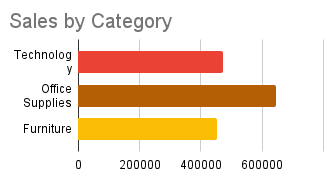 Sales by Category
Technolog
y
Office
Supplies
Furniture
0 200000 400000 600000